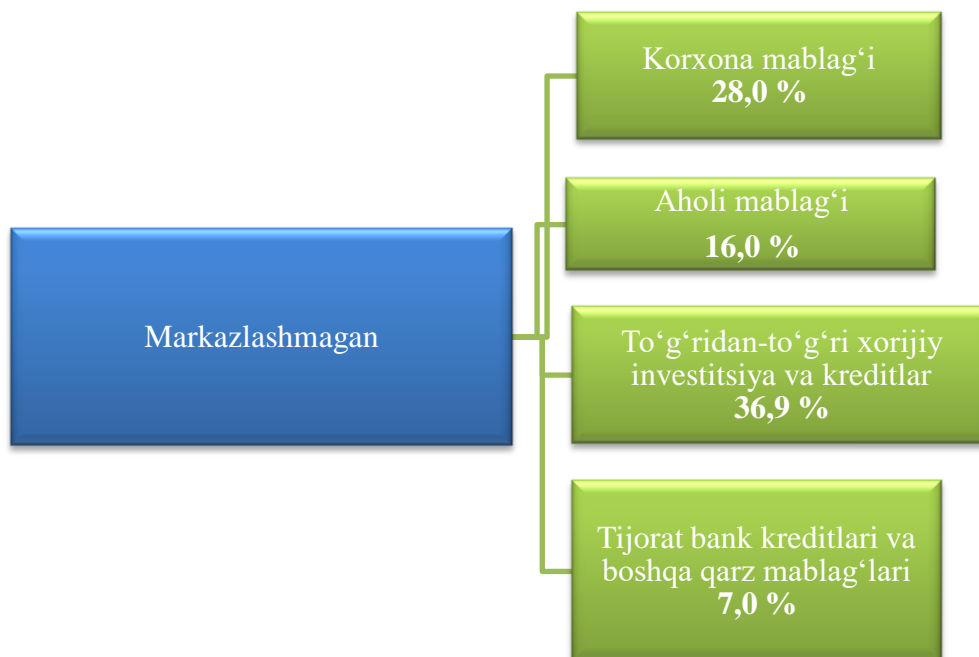 Korxona mablag‘i
28,0 %
Aholi mablag‘i
16,0 %
Markazlashmagan
To‘g‘ridan-to‘g‘ri xorijiy
investitsiya va kreditlar
36,9 %
Tijorat bank kreditlari va
boshqa qarz mablag‘lari
7,0 %